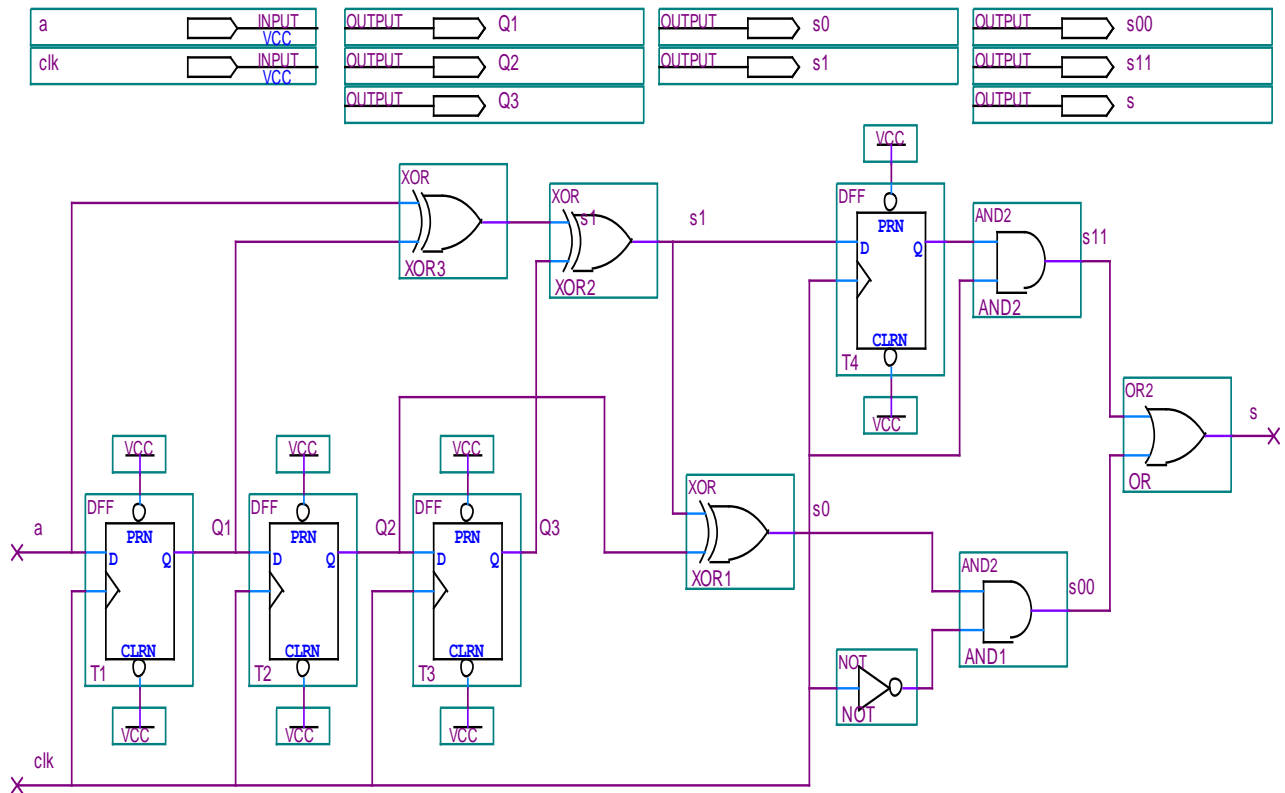 a INPUT VCC
OUTPUT Q1
OUTPUT s0
OUTPUT s00
clk INPUT VCC
OUTPUT Q2
OUTPUT s1
OUTPUT s11
OUTPUT Q3
OUTPUT s
VCC
XOR
XOR3
XOR
s1
XOR2
s1
DFF
PRN
D Q
CLRN
T4
VCC
AND2
s11
AND2
OR2
s
OR
VCC
VCC
VCC
a
DFF
PRN
D Q
CLRN
T1
VCC
Q1
DFF
PRN
D Q
CLRN
T2
VCC
Q2
DFF
PRN
D Q
CLRN
T3
VCC
Q3
XOR
s0
XOR1
AND2
s00
AND1
NOT
NOT
clk